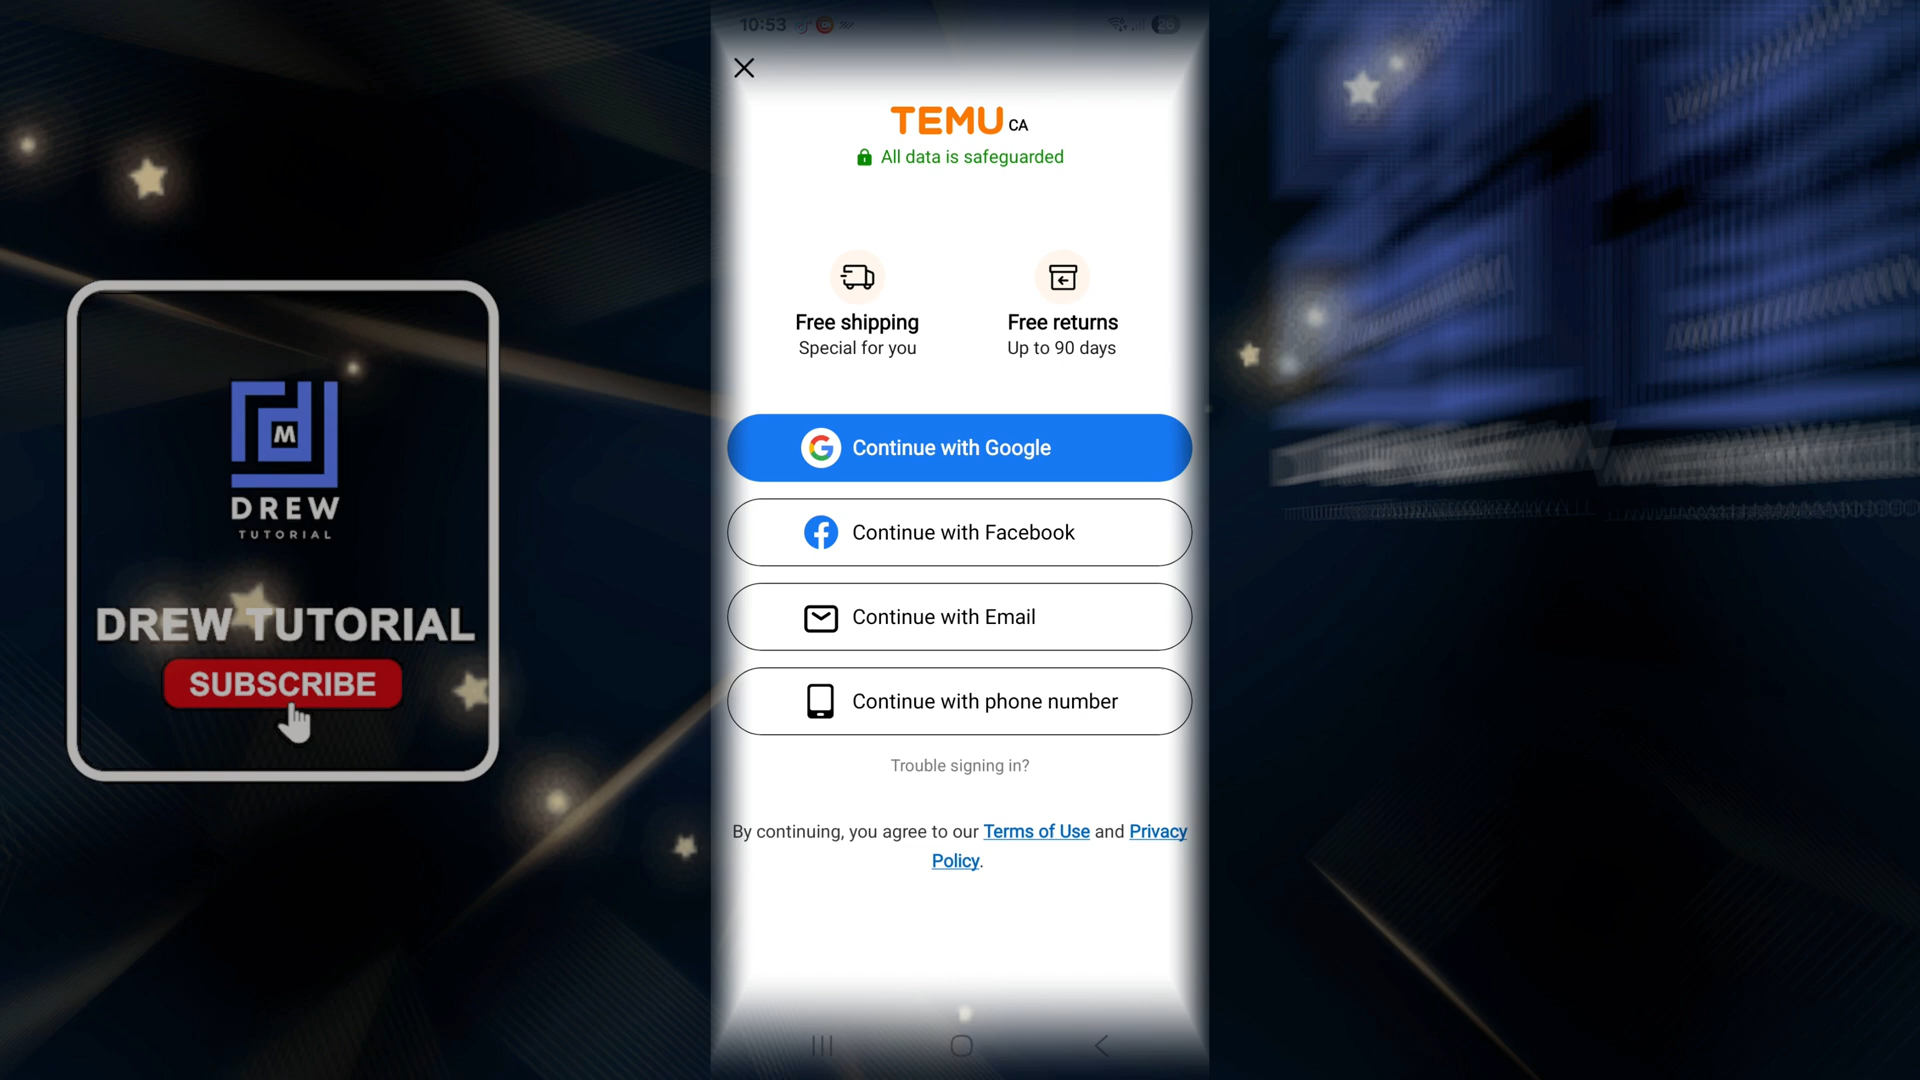 10:53
26
TEMU CA
All data is safeguarded
Free shipping
Special for you
Free returns
Up to 90 days
Continue with Google
Continue with Facebook
Continue with Email
Continue with phone number
Trouble signing in?
By continuing, you agree to our Terms of Use and Privacy
Policy.
M
DREW
TUTORIAL
DREW TUTORIAL
SUBSCRIBE